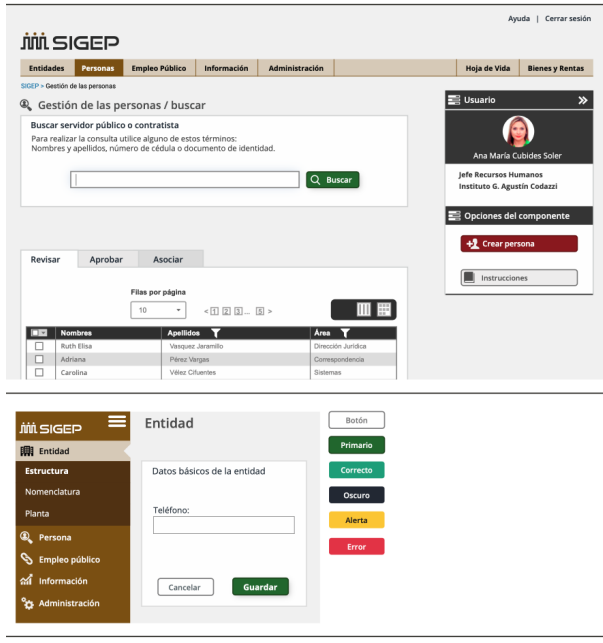 Ayuda | Cerrar sesión
SIGEP
Entidades Personas Empleo Público Información Administración Hoja de Vida Bienes y Rentas
SIGEP > Gestión de las personas
Gestión de las personas / buscar
Buscar servidor público o contratista
Para realizar la consulta utilice alguno de estos términos:
Nombres y apellidos, número de cédula o documento de identidad.
Buscar
Usuario
Ana María Cubides Soler
Jefe Recursos Humanos
Instituto G. Agustín Codazzi
Opciones del componente
Crear persona
Instrucciones
Revisar Aprobar Asociar
Filas por página
10 < 1 2 3 ... 8 >
Nombres Apellidos Área
Ruth Elisa Vasquez Jaramillo Dirección Jurídica
Adriana Pérez Vargas Correspondencia
Carolina Vélez Cifuentes Sistemas
SIGEP
Entidad
Estructura
Nomenclatura
Planta
Persona
Empleo público
Información
Administración
Entidad
Datos básicos de la entidad
Teléfono:
Cancelar Guardar
Botón
Primario
Correcto
Oscuro
Alerta
Error